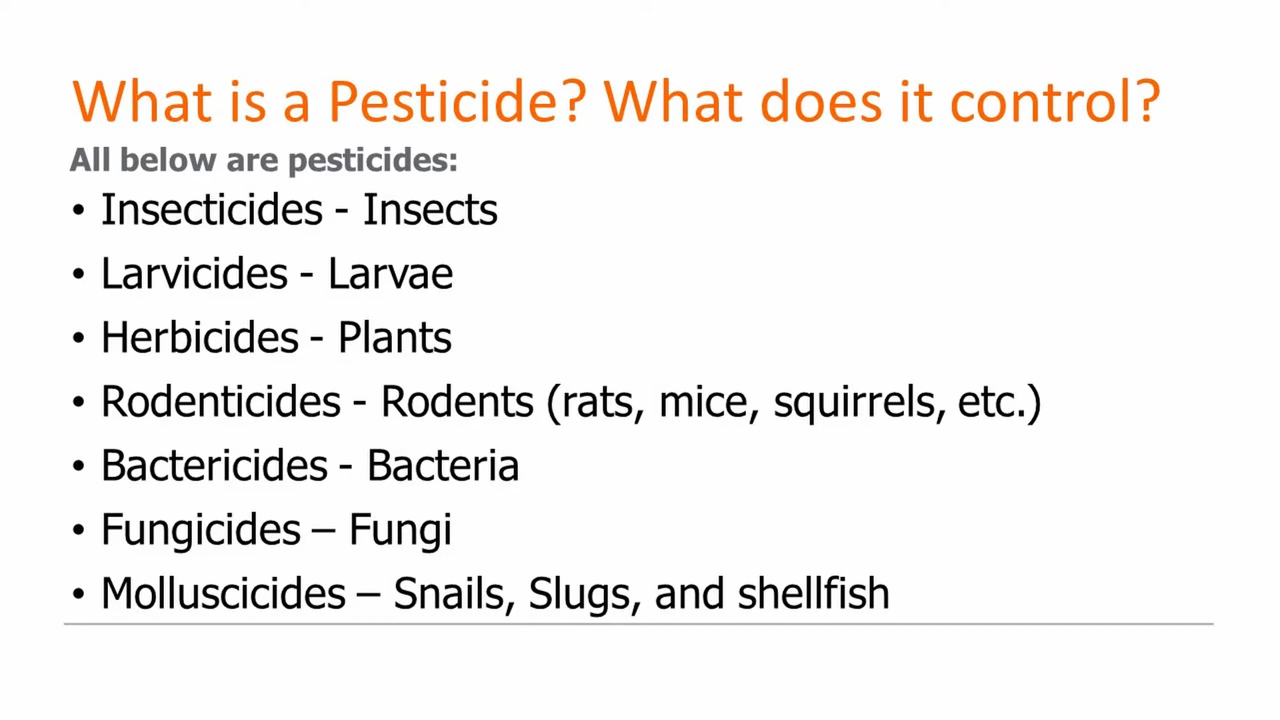 What is a Pesticide? What does it control?
All below are pesticides:
• Insecticides - Insects
• Larvicides - Larvae
• Herbicides - Plants
• Rodenticides - Rodents (rats, mice, squirrels, etc.)
• Bactericides - Bacteria
• Fungicides – Fungi
• Molluscicides – Snails, Slugs, and shellfish